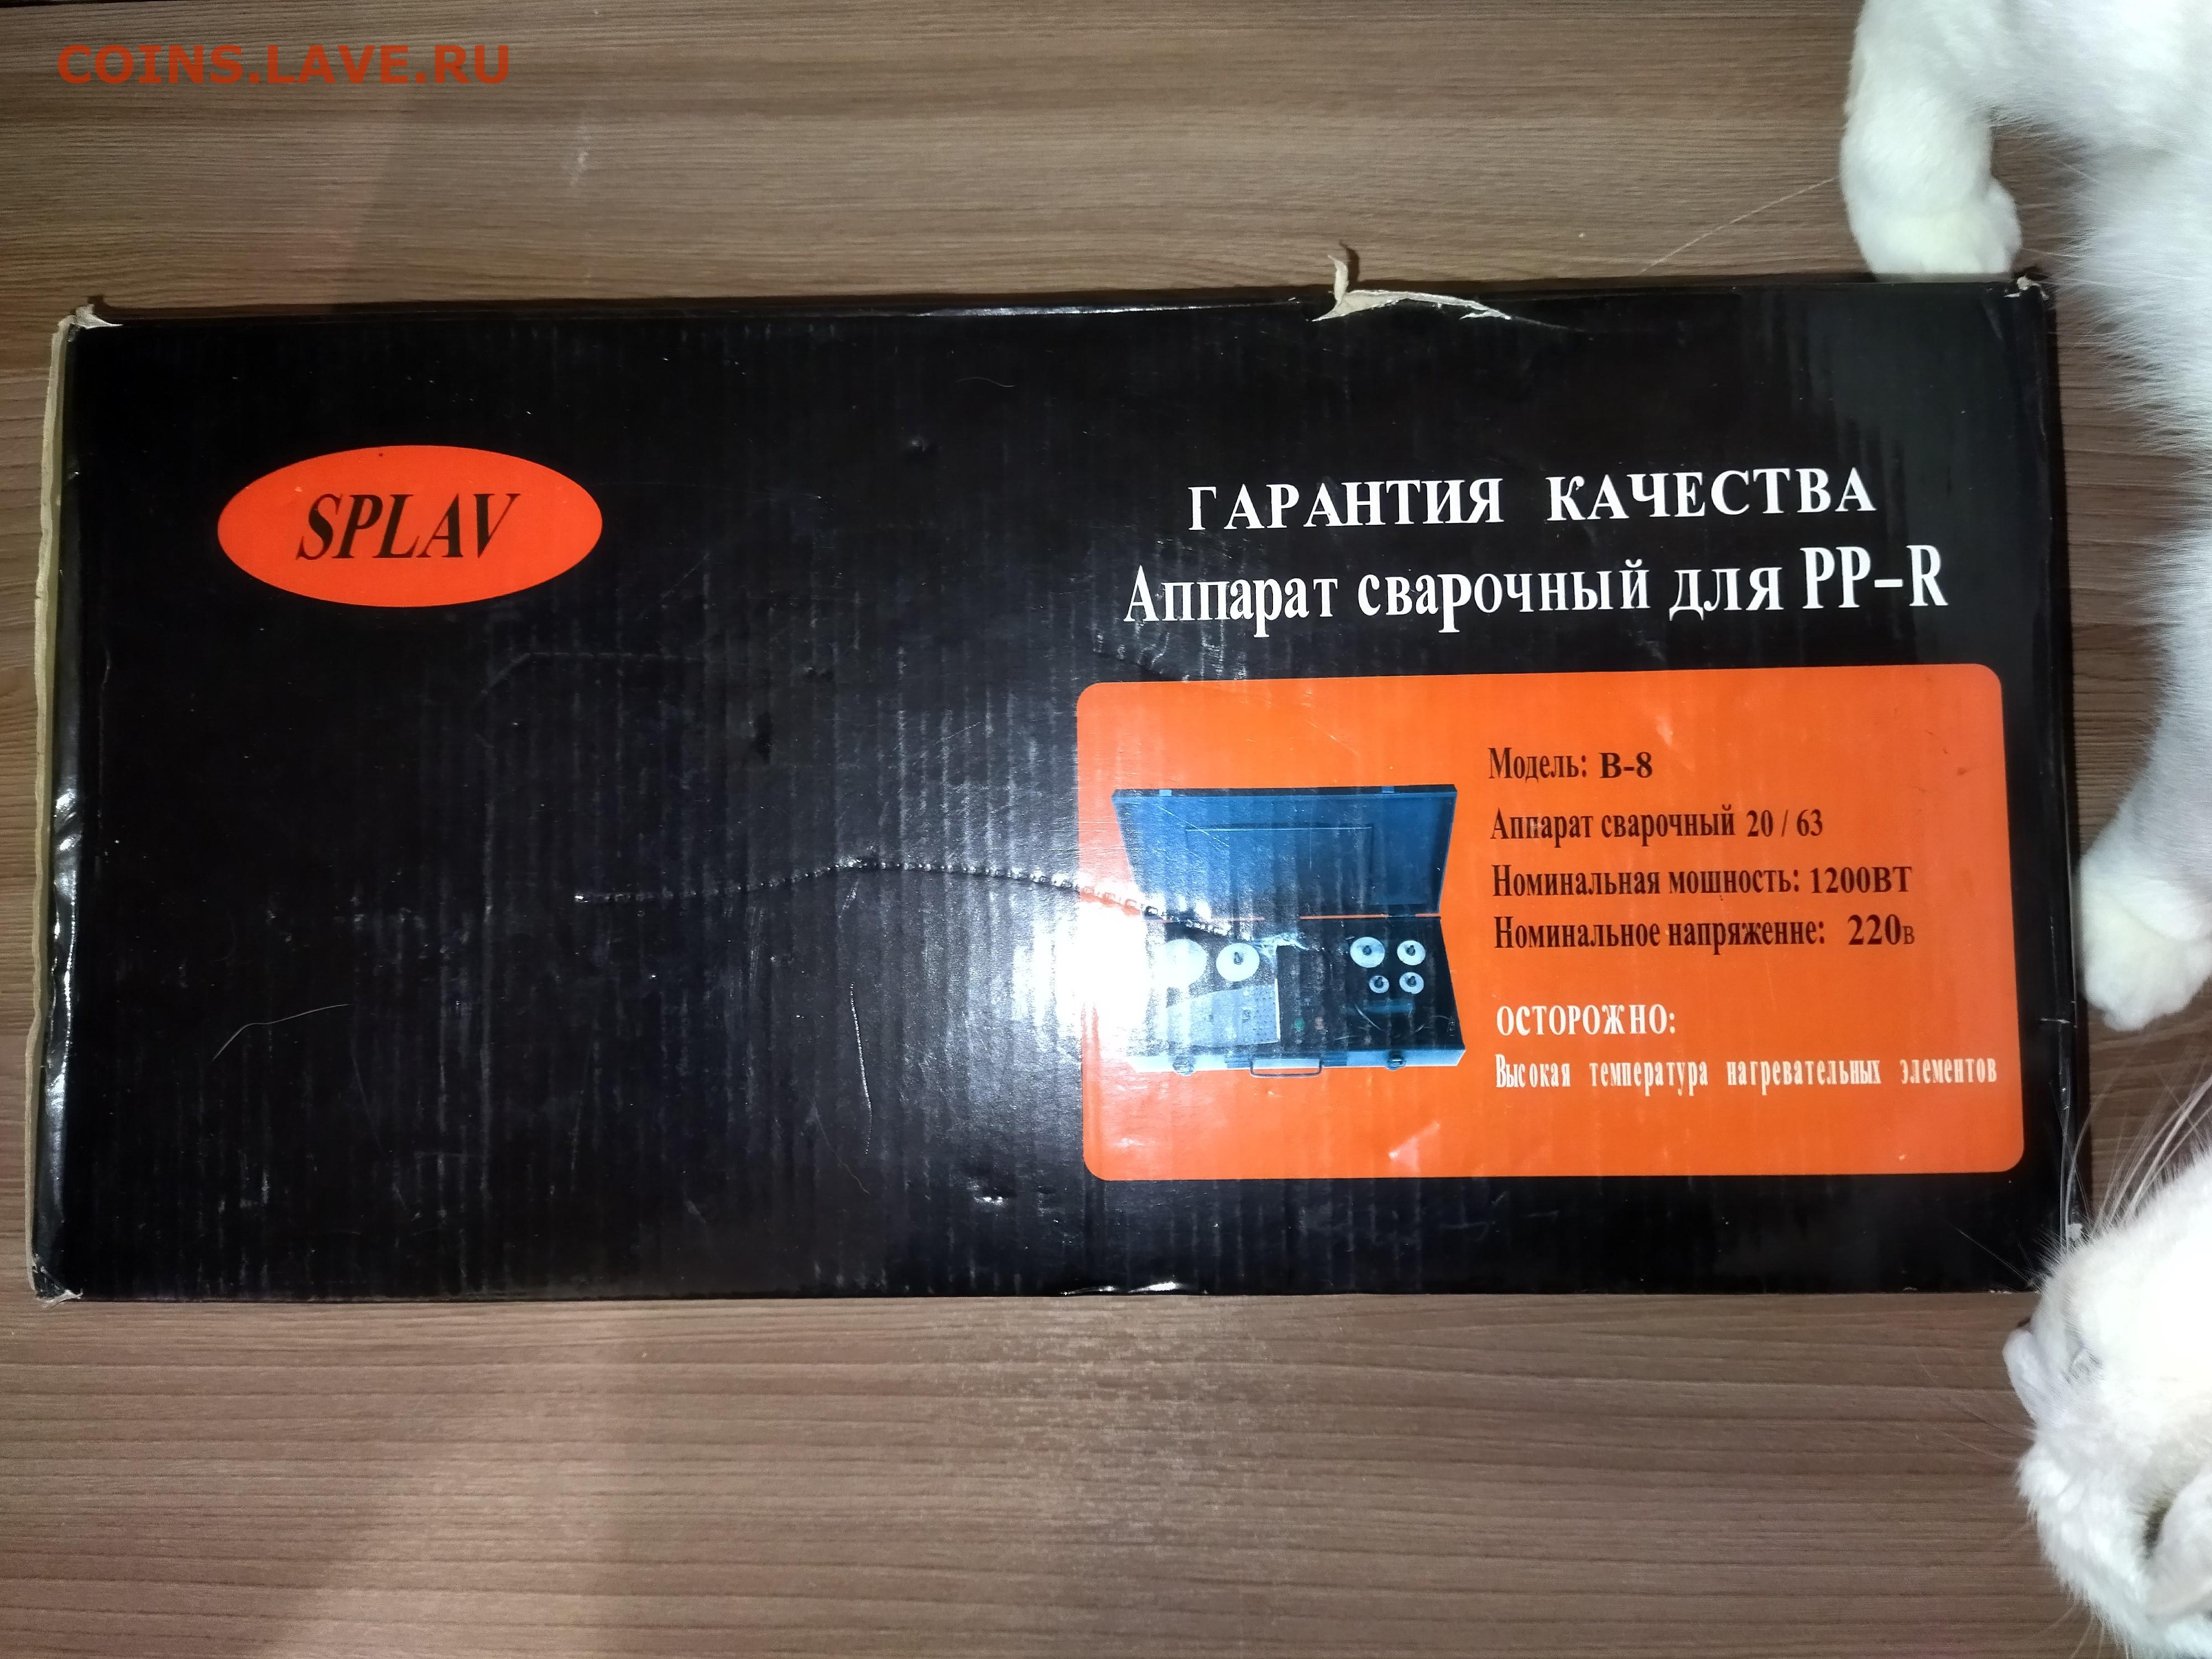 COINS.LAVE.RU
SPLAV
ГАРАНТИЯ КАЧЕСТВА
Аппарат сварочный для PP-R
Модель: В-8
Аппарат сварочный 20 / 63
Номинальная мошность: 1200ВТ
Номинальное напряженне: 220в
ОСТОРОЖНО:
Высокая температура нагревательных элементов